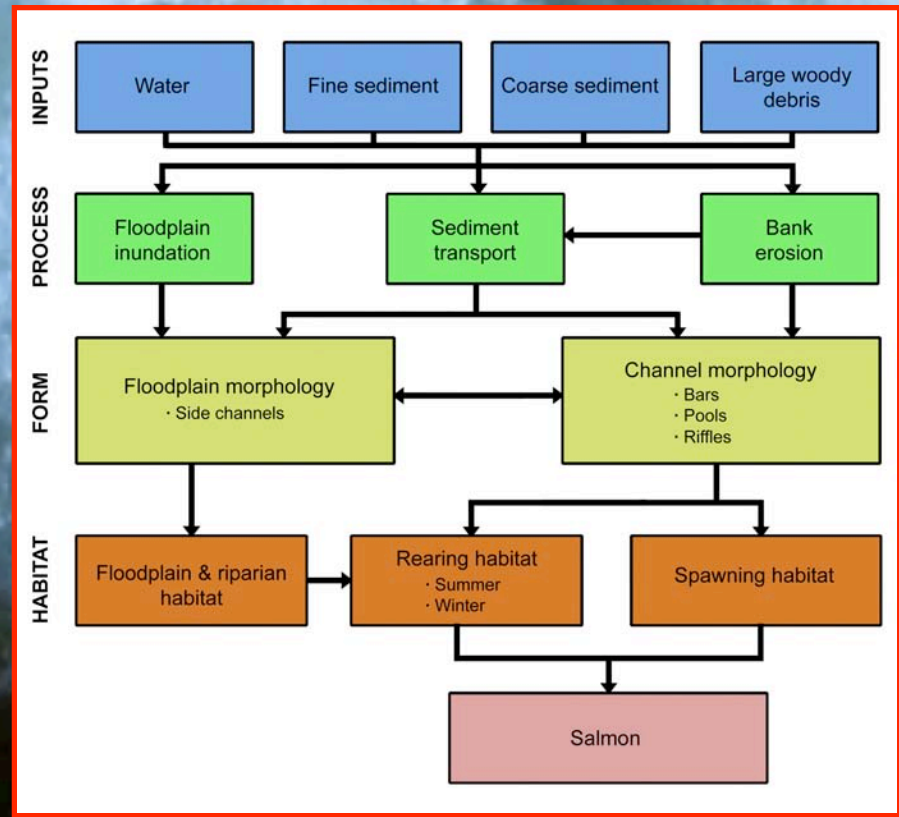 INPUTS
Water
Fine sediment
Coarse sediment
Large woody
debris
PROCESS
Floodplain
inundation
Sediment
transport
Bank
erosion
FORM
Floodplain morphology
· Side channels
Channel morphology
· Bars
· Pools
· Riffles
HABITAT
Floodplain & riparian
habitat
Rearing habitat
· Summer
· Winter
Spawning habitat
Salmon